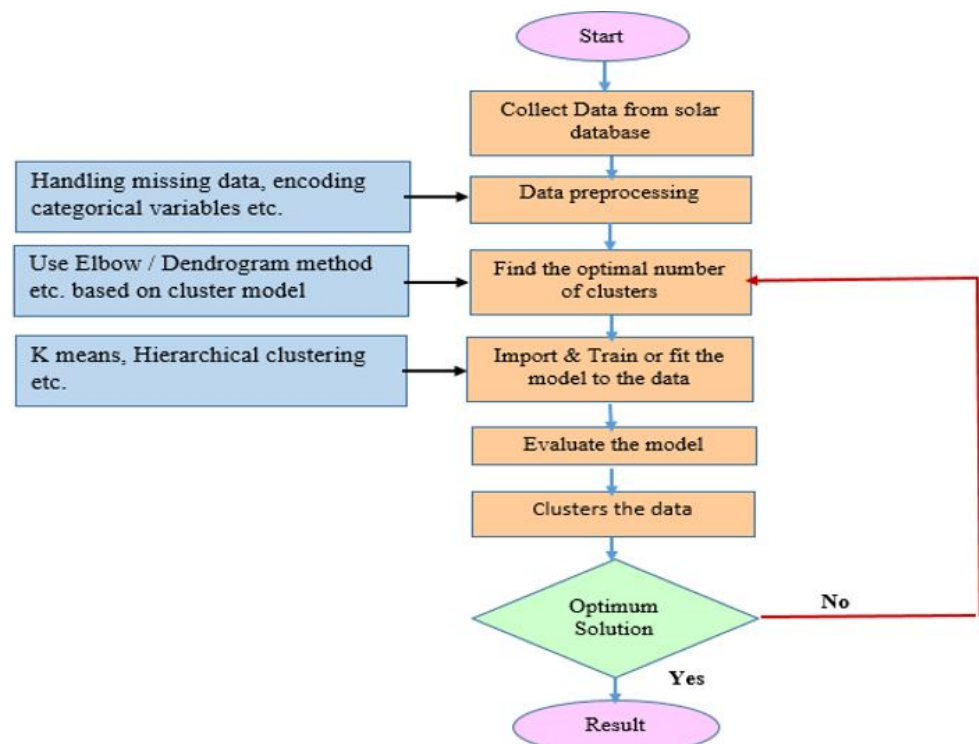 Start
Collect Data from solar
database
Handling missing data, encoding
categorical variables etc.
Data preprocessing
Use Elbow / Dendrogram method
etc. based on cluster model
Find the optimal number
of clusters
K means, Hierarchical clustering
etc.
Import & Train or fit the
model to the data
Evaluate the model
Clusters the data
Optimum
Solution
No
Yes
Result